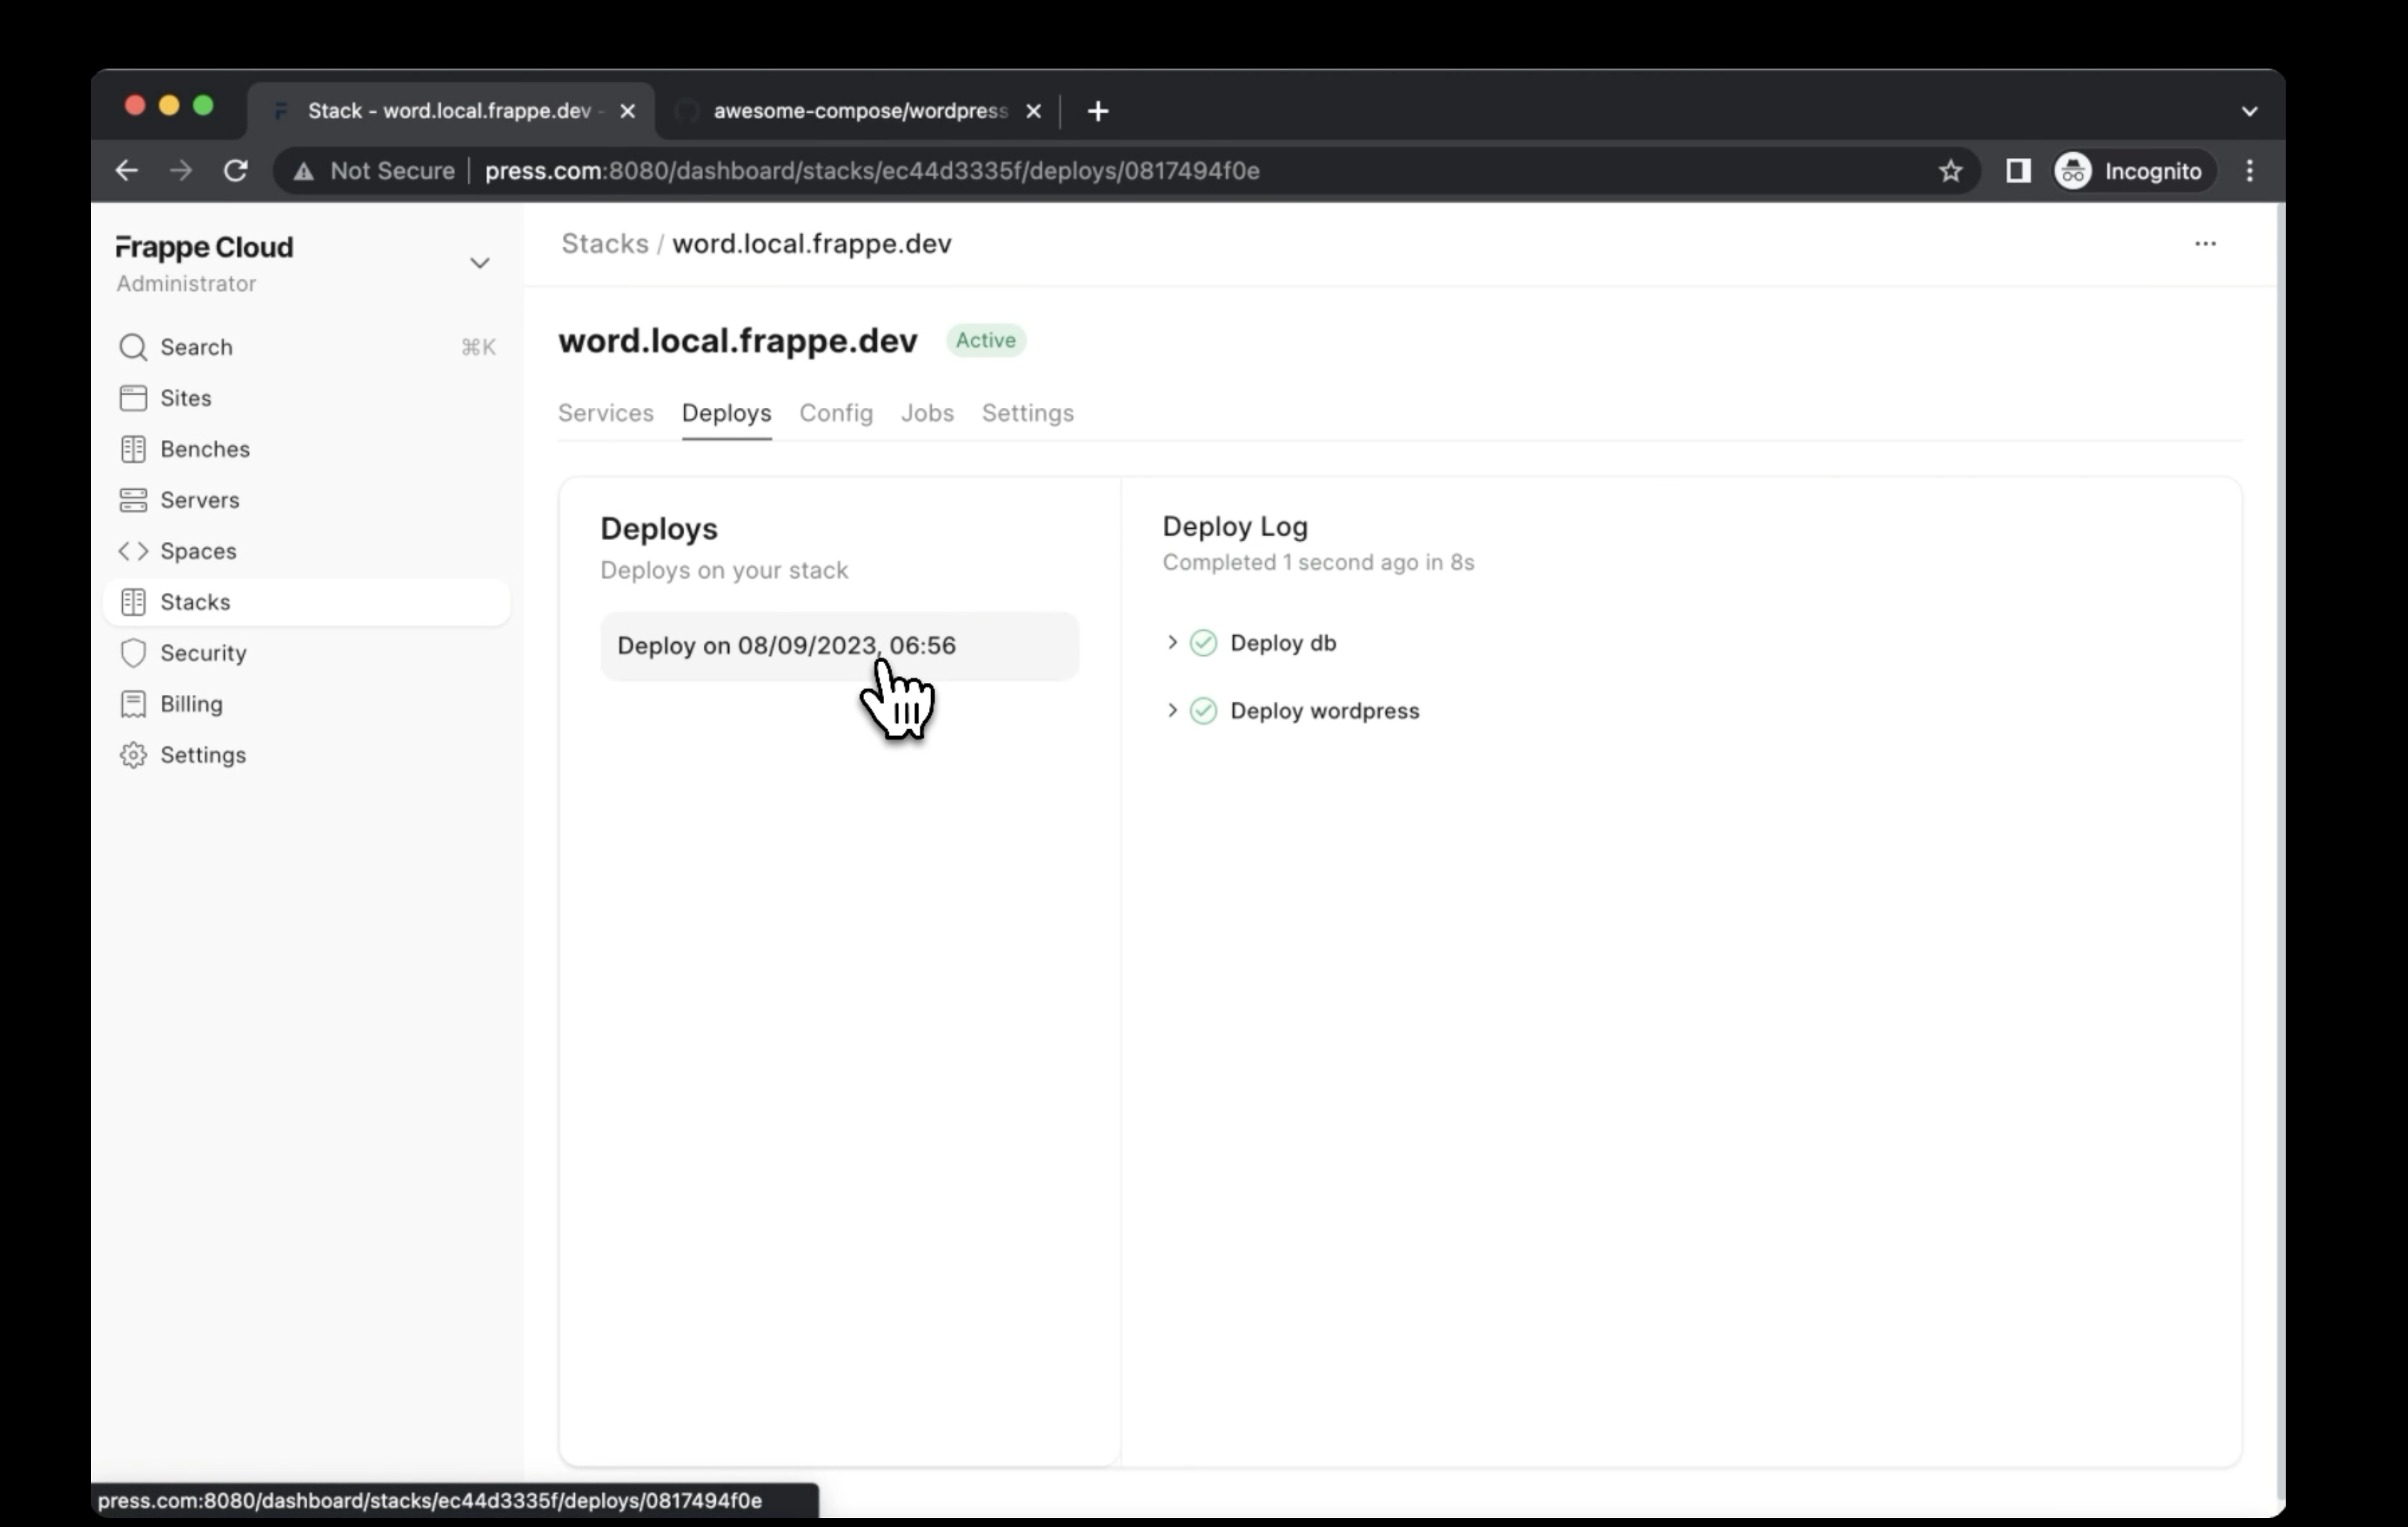 Stack - word.local.frappe.dev -
awesome-compose/wordpress
Not Secure
press.com:8080/dashboard/stacks/ec44d3335f/deploys/0817494f0e
Incognito
Frappe Cloud
Administrator
Search ⌘K
Sites
Benches
Servers
Spaces
Stacks
Security
Billing
Settings
Stacks / word.local.frappe.dev
word.local.frappe.dev Active
Services Deploys Config Jobs Settings
Deploys
Deploys on your stack
Deploy on 08/09/2023, 06:56
Deploy Log
Completed 1 second ago in 8s
Deploy db
Deploy wordpress
press.com:8080/dashboard/stacks/ec44d3335f/deploys/0817494f0e